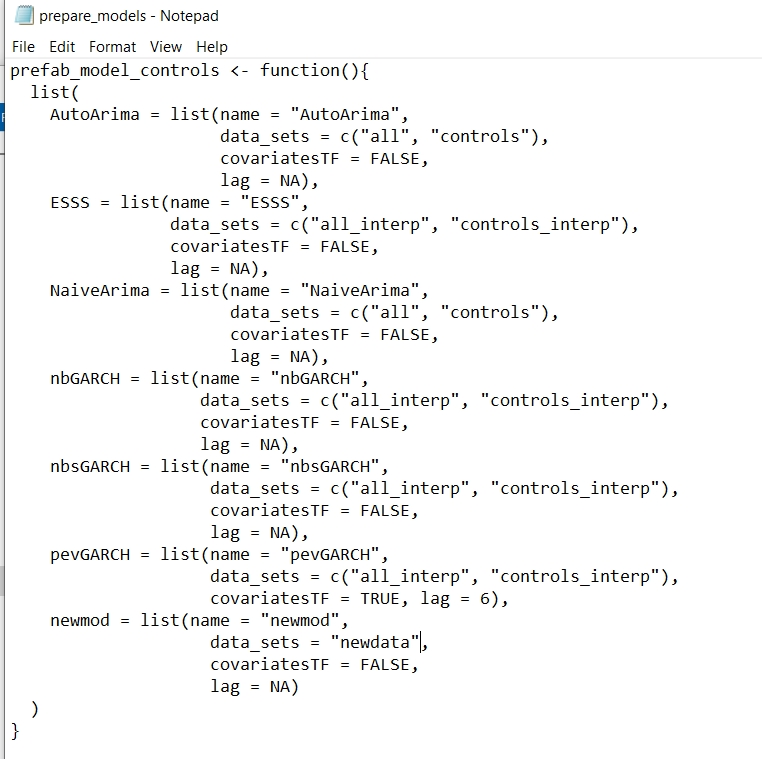 prepare_models - Notepad
File Edit Format View Help
prefab_model_controls <- function(){
  list(
    AutoArima = list(name = "AutoArima",
                     data_sets = c("all", "controls"),
                     covariatesTF = FALSE,
                     lag = NA),
    ESSS = list(name = "ESSS",
                data_sets = c("all_interp", "controls_interp"),
                covariatesTF = FALSE,
                lag = NA),
    NaiveArima = list(name = "NaiveArima",
                      data_sets = c("all", "controls"),
                      covariatesTF = FALSE,
                      lag = NA),
    nbGARCH = list(name = "nbGARCH",
                   data_sets = c("all_interp", "controls_interp"),
                   covariatesTF = FALSE,
                   lag = NA),
    nbsGARCH = list(name = "nbsGARCH",
                    data_sets = c("all_interp", "controls_interp"),
                    covariatesTF = FALSE,
                    lag = NA),
    pevGARCH = list(name = "pevGARCH",
                    data_sets = c("all_interp", "controls_interp"),
                    covariatesTF = TRUE, lag = 6),
    newmod = list(name = "newmod",
                    data_sets = "newdata",
                    covariatesTF = FALSE,
                    lag = NA)
  )
}